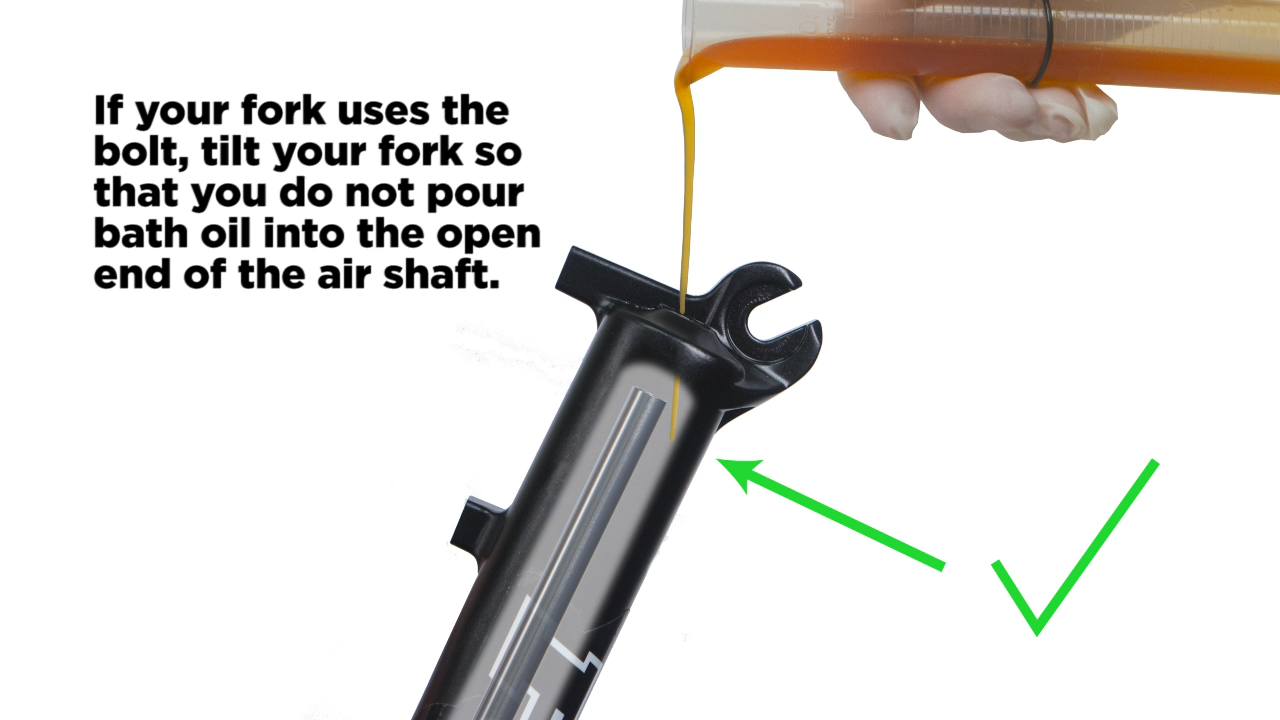 If your fork uses the
bolt, tilt your fork so
that you do not pour
bath oil into the open
end of the air shaft.